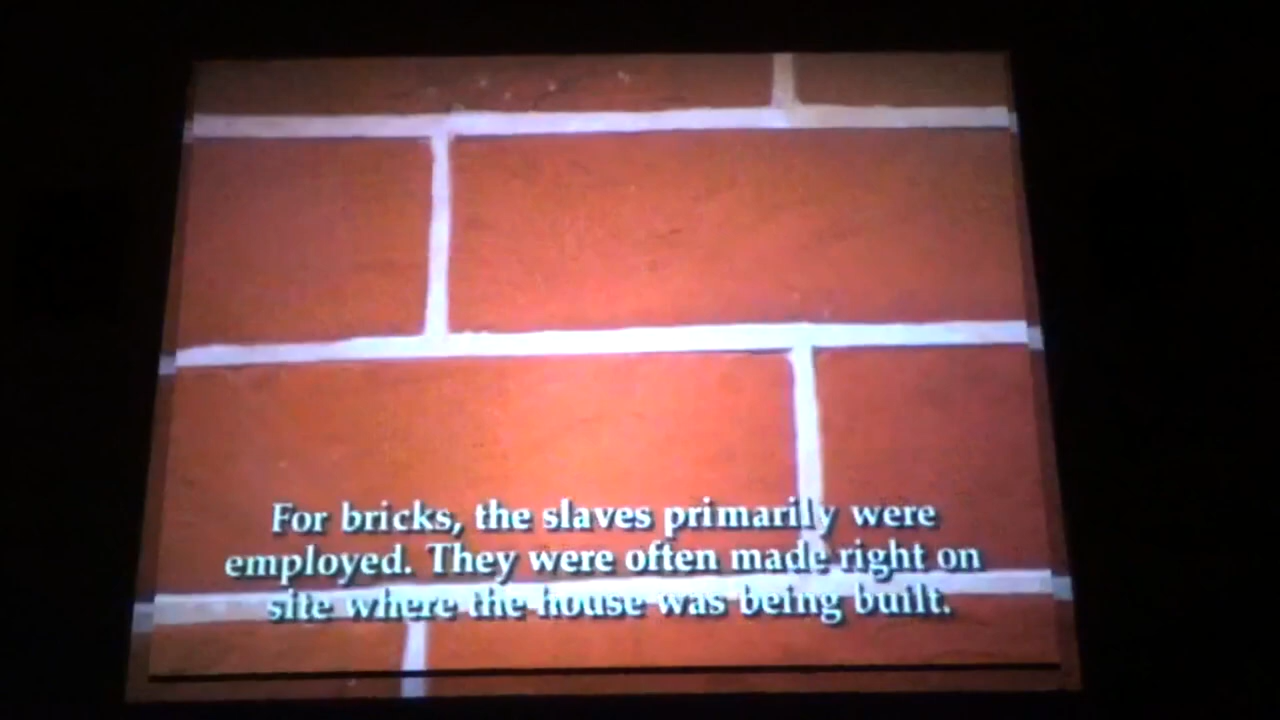 For bricks, the slaves primarily were
employed. They were often made right on
site where the house was being built.